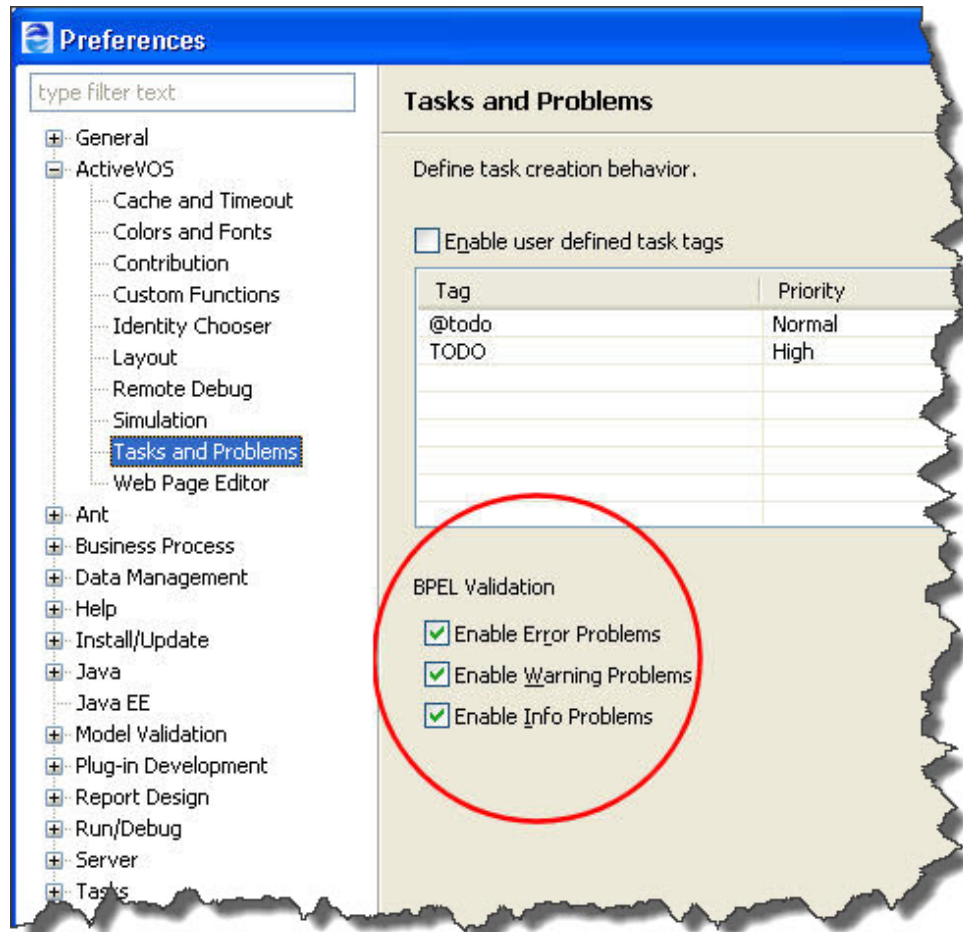 Preferences
type filter text
General
ActiveVOS
Cache and Timeout
Colors and Fonts
Contribution
Custom Functions
Identity Chooser
Layout
Remote Debug
Simulation
Tasks and Problems
Web Page Editor
Ant
Business Process
Data Management
Help
Install/Update
Java
Java EE
Model Validation
Plug-in Development
Report Design
Run/Debug
Server
Tasks
Tasks and Problems
Define task creation behavior.
Enable user defined task tags
Tag Priority
@todo Normal
TODO High
BPEL Validation
Enable Error Problems
Enable Warning Problems
Enable Info Problems